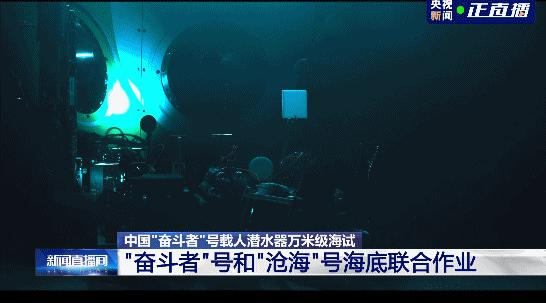 央视新闻 正直播
中国"奋斗者"号载人潜水器万米级海试
新闻直播间
"奋斗者"号和"沧海"号海底联合作业